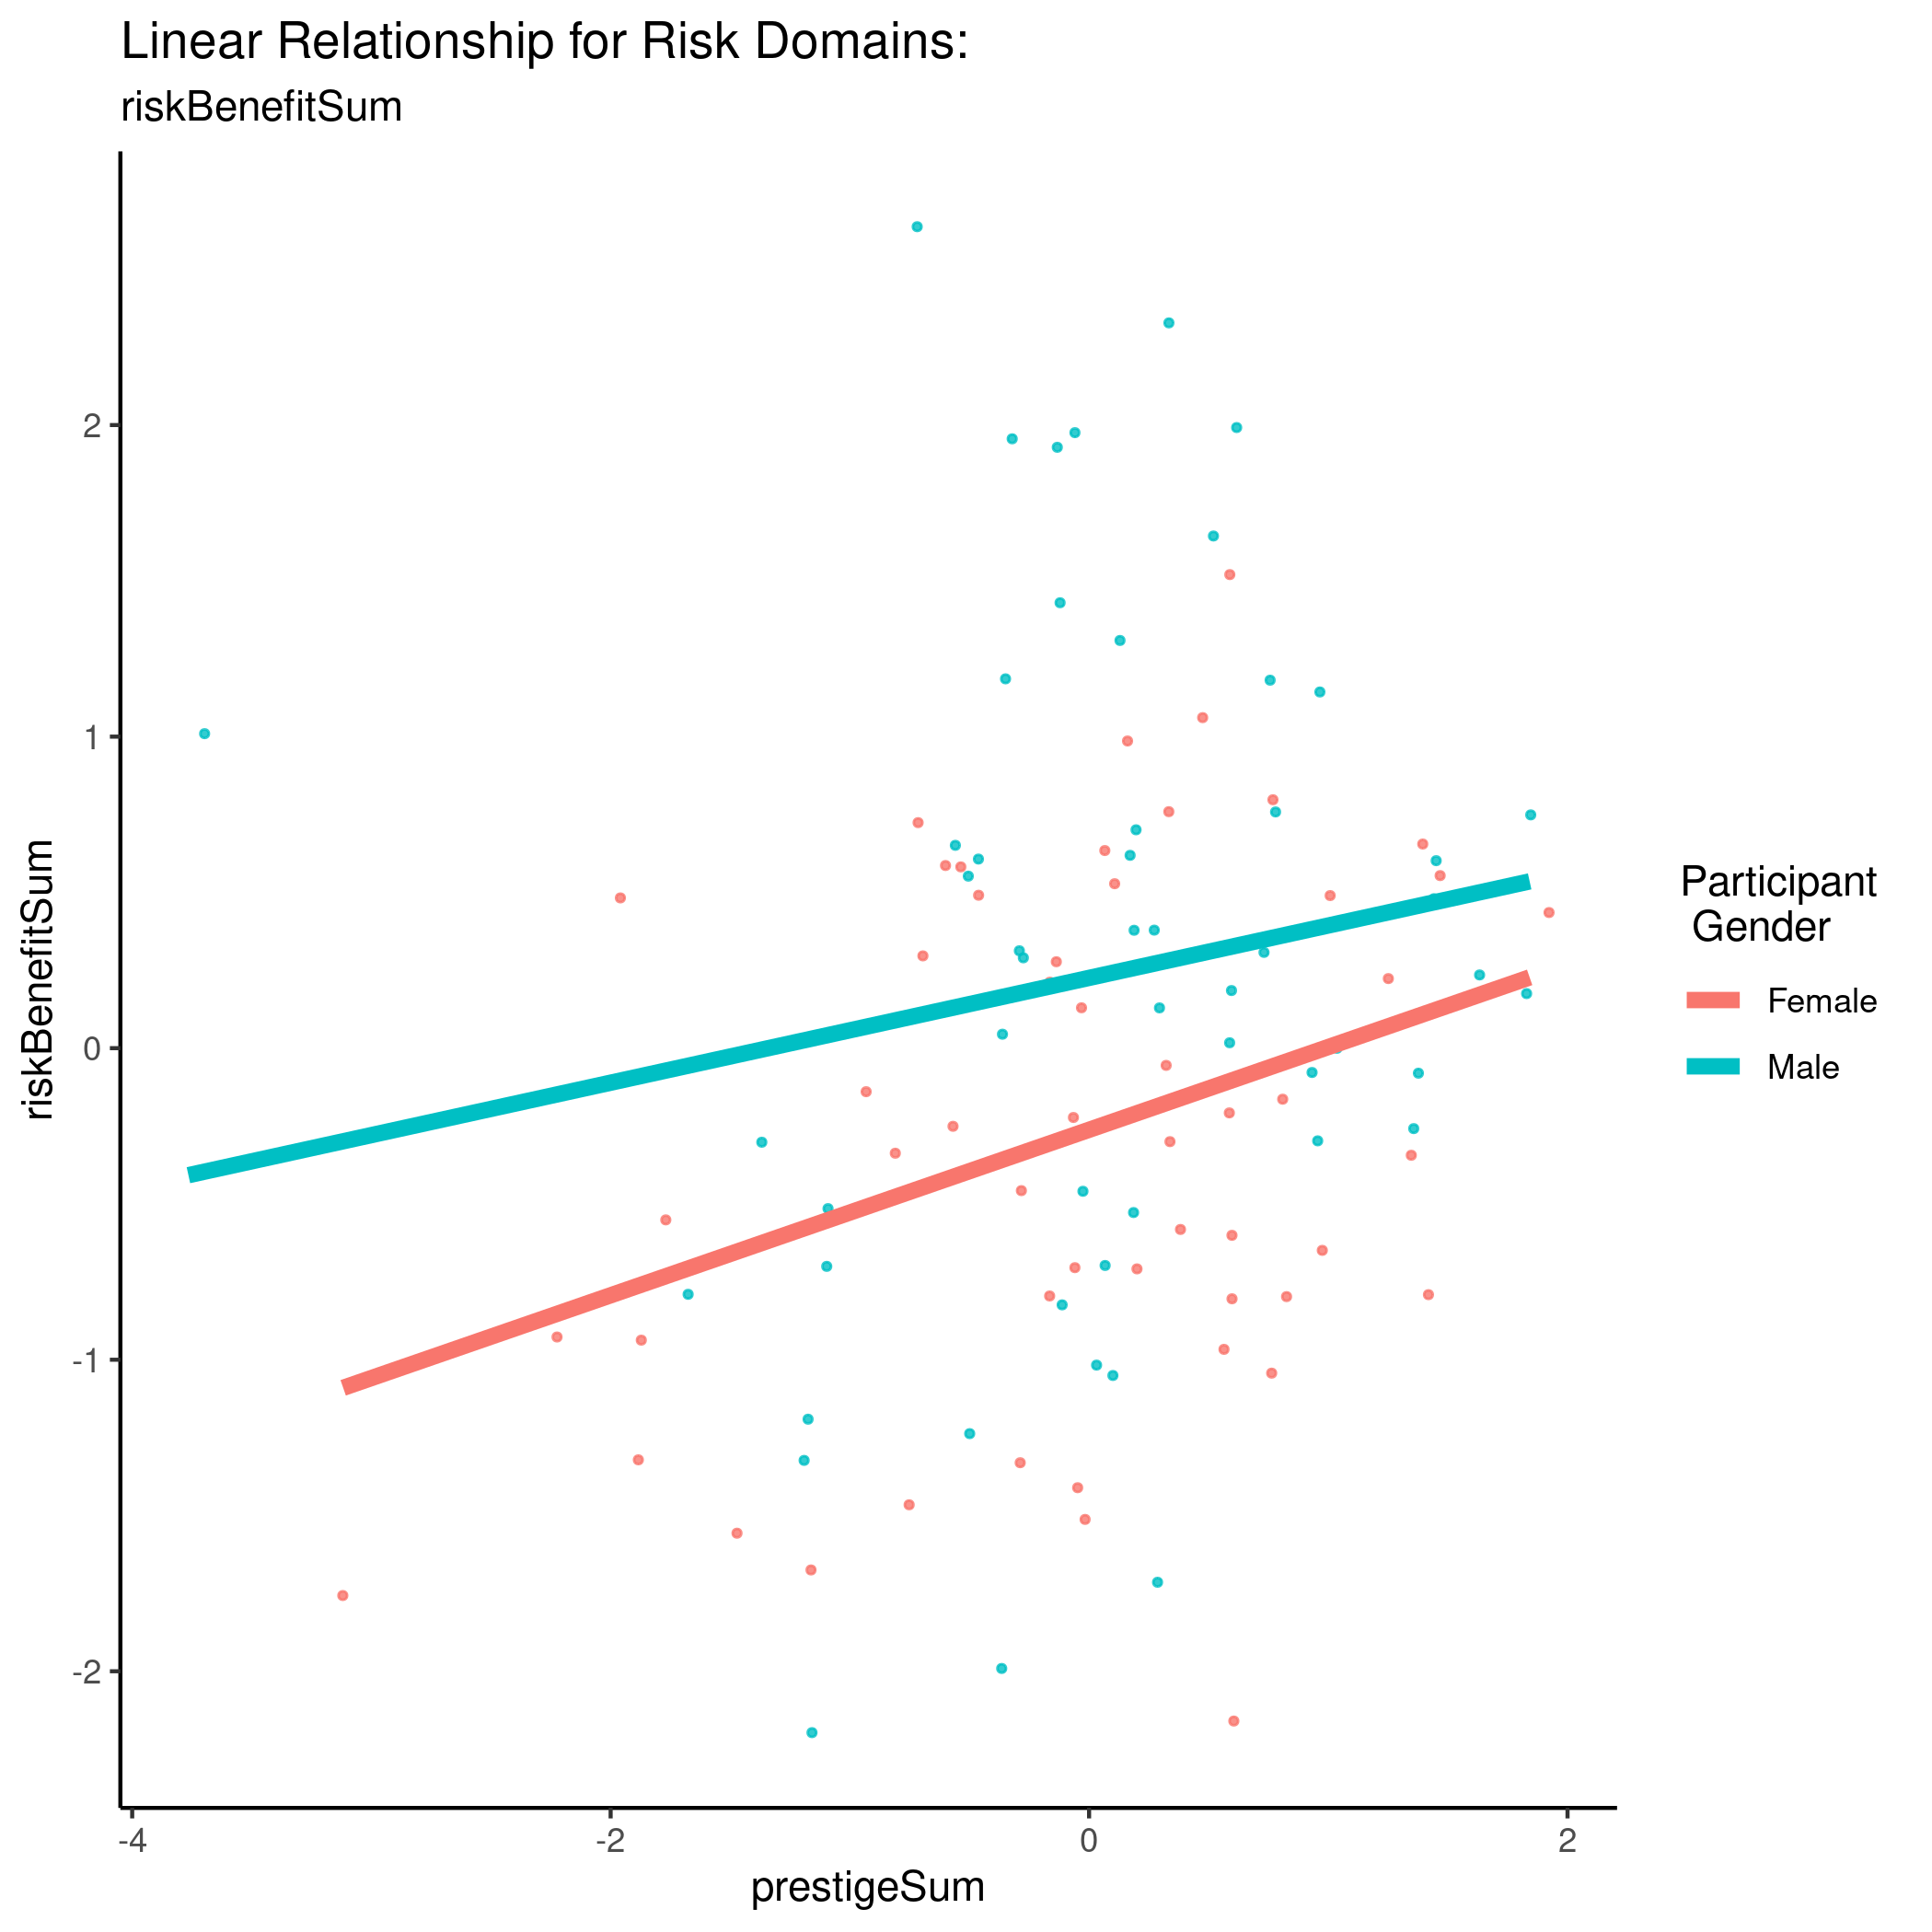 Linear Relationship for Risk Domains:
riskBenefitSum
riskBenefitSum
2
1
0
-1
-2
-4
-2
0
2
prestigeSum
Participant
Gender
Female
Male